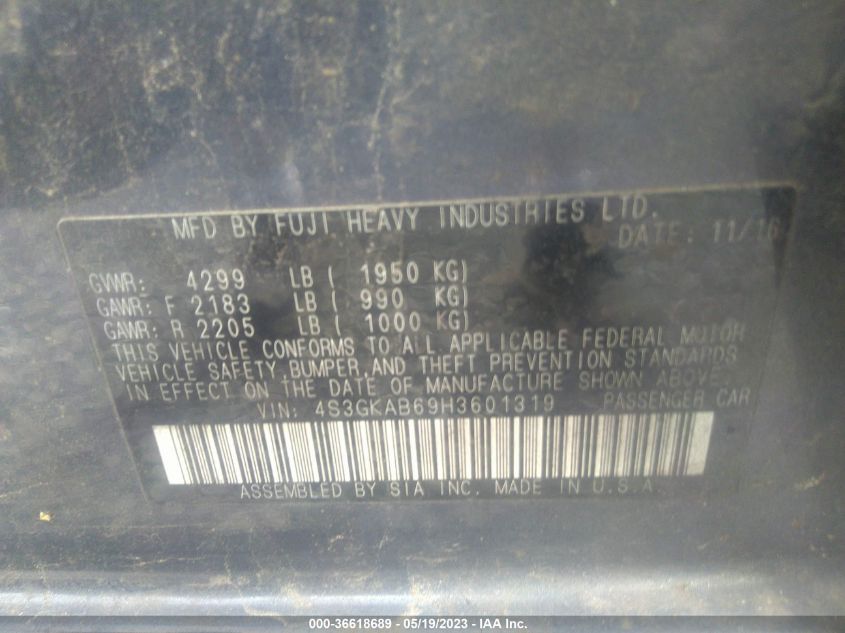 MFD BY FUJI HEAVY INDUSTRIES LTD.
DATE: 11/16
GVWR: 4299 LB ( 1950 KG)
GAWR: F 2183 LB ( 990 KG)
GAWR: R 2205 LB ( 1000 KG)
THIS VEHICLE CONFORMS TO ALL APPLICABLE FEDERAL MOTOR
VEHICLE SAFETY, BUMPER, AND THEFT PREVENTION STANDARDS
IN EFFECT ON THE DATE OF MANUFACTURE SHOWN ABOVE.
VIN: 4S3GKAB69H3601319 PASSENGER CAR
ASSEMBLED BY SIA INC. MADE IN U.S.A.
000-36618689 - 05/19/2023 - IAA Inc.